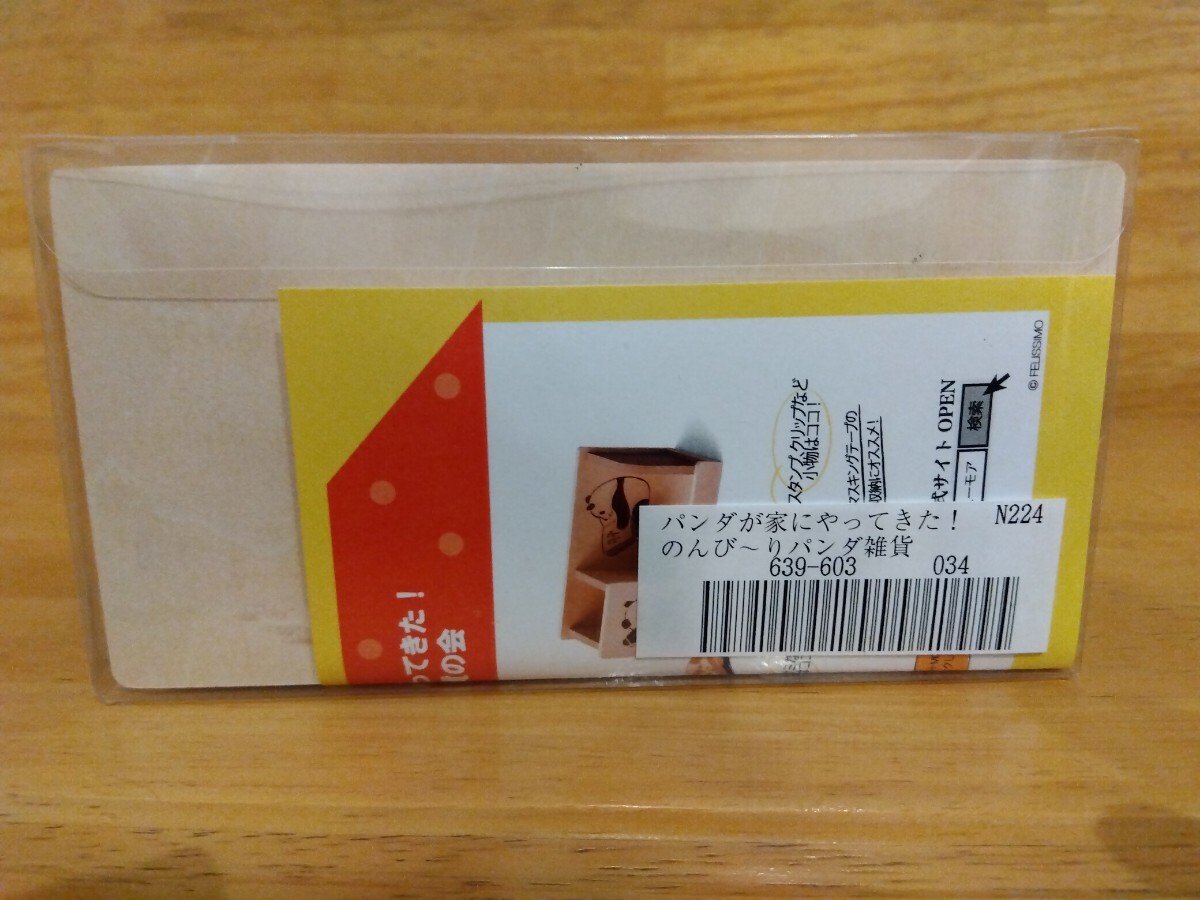 パンダが家にやってきた！ N224
のんび～りパンダ雑貨
639-603 034
© FELISSIMO
スタンプ、クリップなど
小物はココ！
マスキングテープの
収納にオススメ！
式サイト OPEN
ーモア 検索
ってきた！
の会